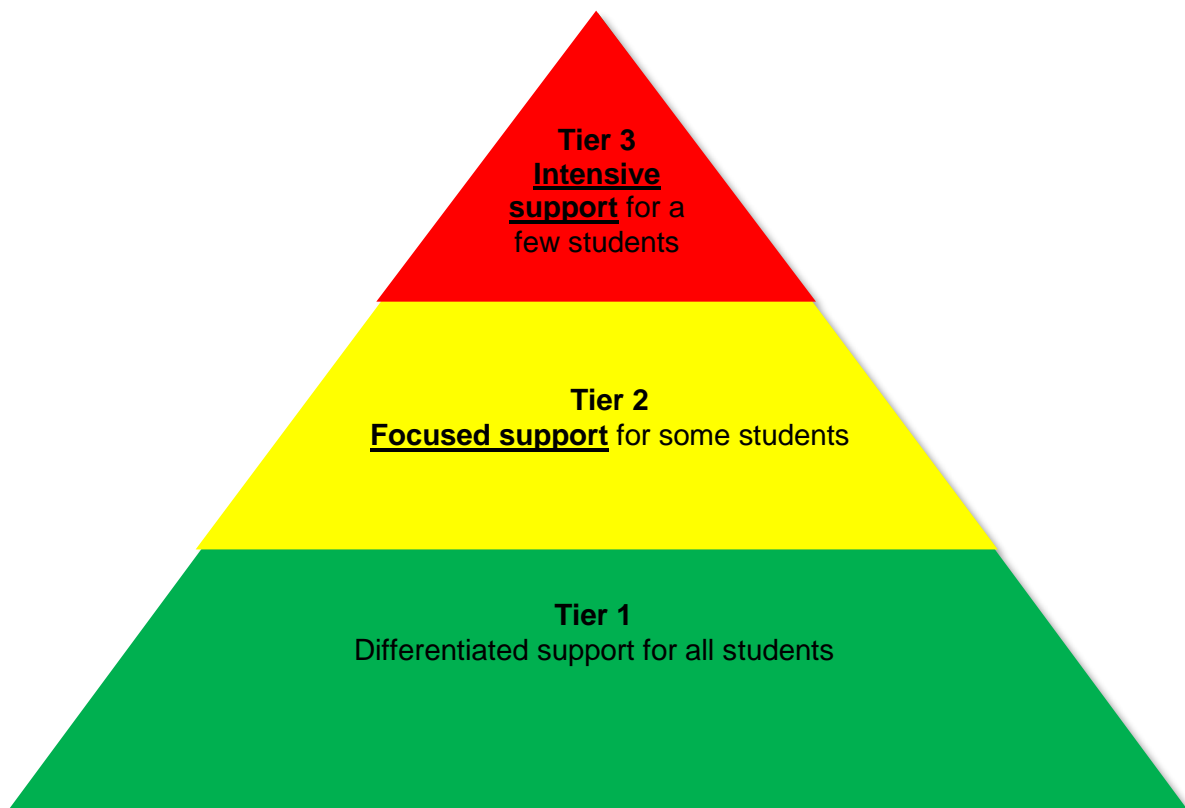 Tier 3
Intensive
support for a
few students
Tier 2
Focused support for some students
Tier 1
Differentiated support for all students